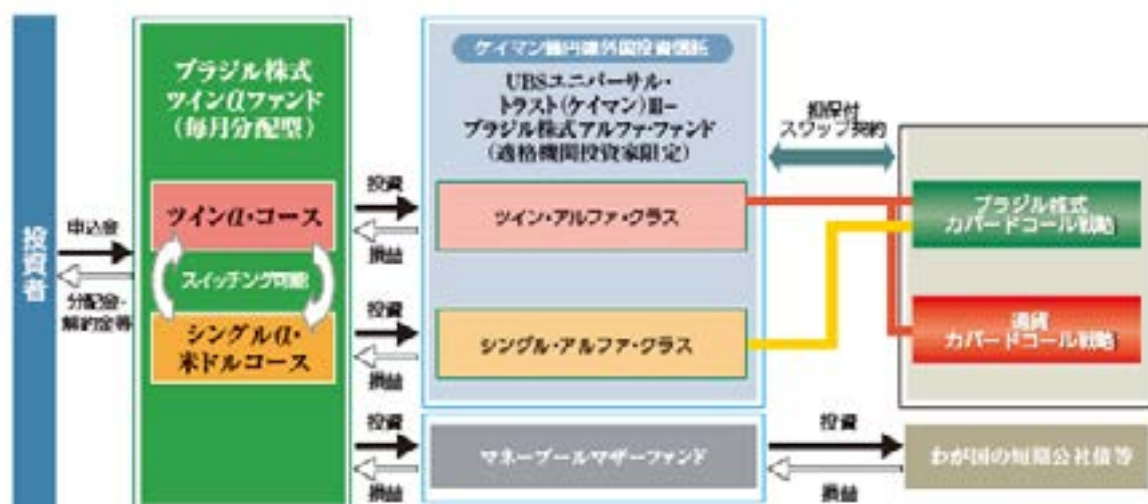 投資者
申込金
分配金・
解約金等
ブラジル株式
ツインαファンド
(毎月分配型)
ツインα・コース
スイッチング可能
シングルα・
米ドルコース
投資
損益
投資
損益
投資
損益
ケイマン籍円建外国投資信託
UBSユニバーサル・
トラスト(ケイマン)III−
ブラジル株式アルファ・ファンド
(適格機関投資家限定)
ツイン・アルファ・クラス
シングル・アルファ・クラス
マネープールマザーファンド
担保付
スワップ契約
ブラジル株式
カバードコール戦略
通貨
カバードコール戦略
投資
損益
わが国の短期公社債等